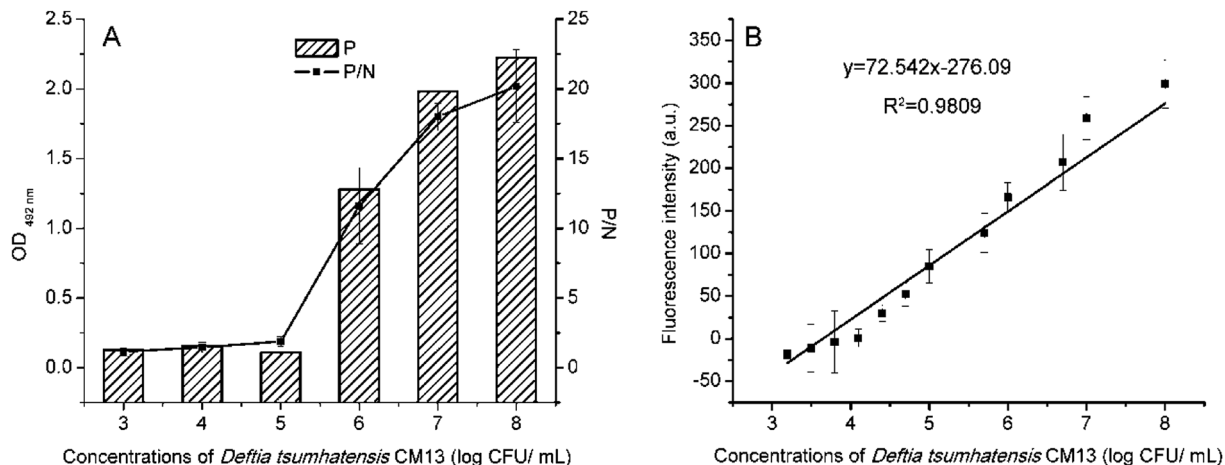 A
P
P/N
2.5
2.0
1.5
1.0
0.5
0.0
OD 492 nm
25
20
15
10
5
0
P/N
3 4 5 6 7 8
Concentrations of Deftia tsumhatensis CM13 (log CFU/ mL)
B
y=72.542x-276.09
R²=0.9809
350
300
250
200
150
100
50
0
-50
Fluorescence intensity (a.u.)
3 4 5 6 7 8
Concentrations of Deftia tsumhatensis CM13 (log CFU/ mL)